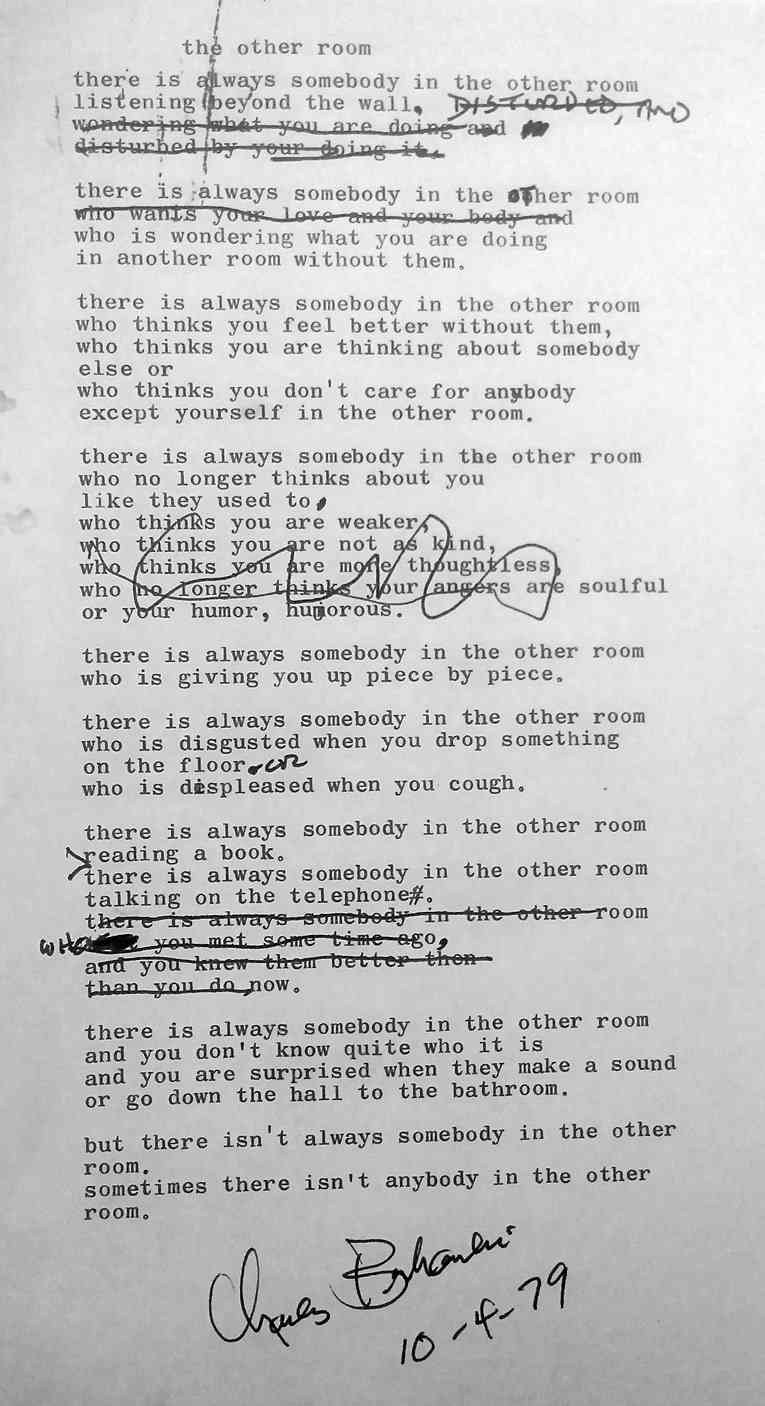 the other room
there is always somebody in the other room
listening beyond the wall, DISTURBED, AND
wondering what you are doing and
disturbed by your doing it.
there is always somebody in the other room
who wants your love and your body and
who is wondering what you are doing
in another room without them.
there is always somebody in the other room
who thinks you feel better without them,
who thinks you are thinking about somebody
else or
who thinks you don't care for anybody
except yourself in the other room.
there is always somebody in the other room
who no longer thinks about you
like they used to,
who thinks you are weaker,
who thinks you are not as kind,
who thinks you are more thoughtless,
who no longer thinks your angers are soulful
or your humor, humorous.
there is always somebody in the other room
who is giving you up piece by piece.
there is always somebody in the other room
who is disgusted when you drop something
on the floor or
who is displeased when you cough.
there is always somebody in the other room
reading a book.
there is always somebody in the other room
talking on the telephone.
there is always somebody in the other room
WHO you met some time ago,
and you knew them better then
than you do now.
there is always somebody in the other room
and you don't know quite who it is
and you are surprised when they make a sound
or go down the hall to the bathroom.
but there isn't always somebody in the other
room.
sometimes there isn't anybody in the other
room.
Charles Bukowski
10-4-79